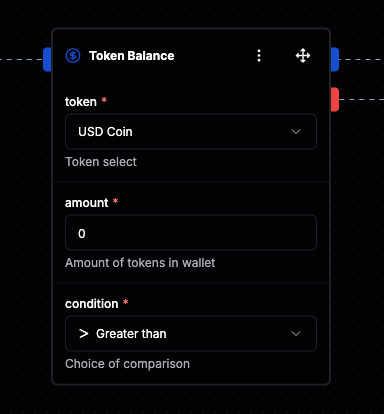 Token Balance
token *
USD Coin
Token select
amount *
0
Amount of tokens in wallet
condition *
> Greater than
Choice of comparison